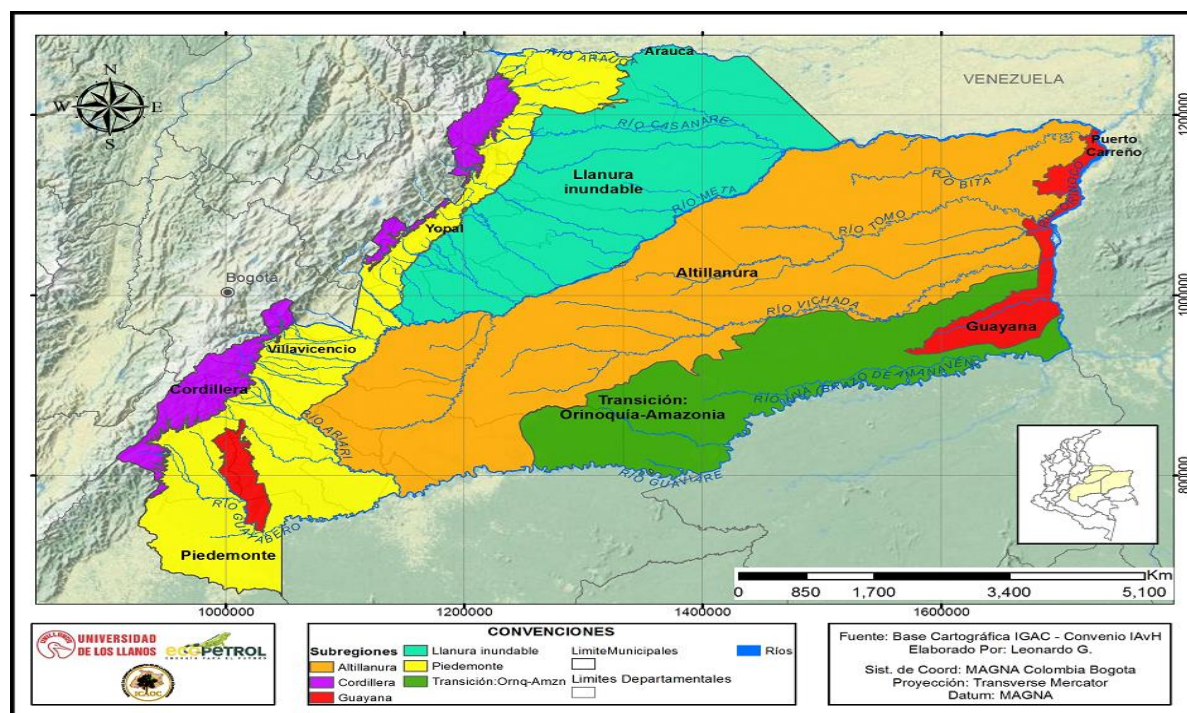 N
W E
S
RÍO ARAUCA
Arauca
VENEZUELA
1200000
RÍO CASANARE
Puerto
Carreño
Llanura
inundable
RÍO BITA
RÍO META
RÍO TOMO
Yopal
Altillanura
Bogotá
1000000
RÍO VICHADA
Guayana
Villavicencio
Cordillera
Transición:
Orinoquía-Amazonia
RÍO ARIARI
RÍO GUAVIARE
800000
RÍO GUAYABERO
Piedemonte
Km
0 850 1,700 3,400 5,100
1000000 1200000 1400000 1600000
UNIVERSIDAD
DE LOS LLANOS
ecopetrol
CONVENCIONES
Subregiones
Altillanura
Cordillera
Guayana
Llanura inundable
Piedemonte
Transición:Ornq-Amzn
LimiteMunicipales
Limites Departamentales
Ríos
Fuente: Base Cartográfica IGAC - Convenio IAvH
Elaborado Por: Leonardo G.
Sist. de Coord: MAGNA Colombia Bogota
Proyección: Transverse Mercator
Datum: MAGNA